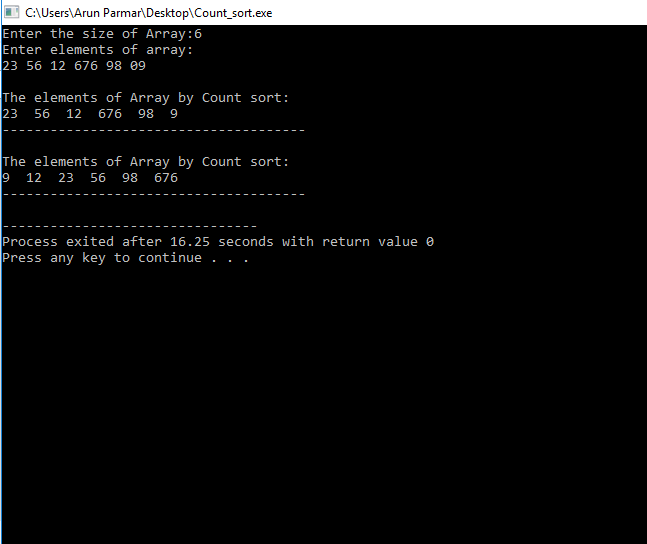 C:\Users\Arun Parmar\Desktop\Count_sort.exe
Enter the size of Array:6
Enter elements of array:
23 56 12 676 98 09
The elements of Array by Count sort:
23  56  12  676  98  9
--------------------------------------
The elements of Array by Count sort:
9  12  23  56  98  676
--------------------------------------
--------------------------------
Process exited after 16.25 seconds with return value 0
Press any key to continue . . .